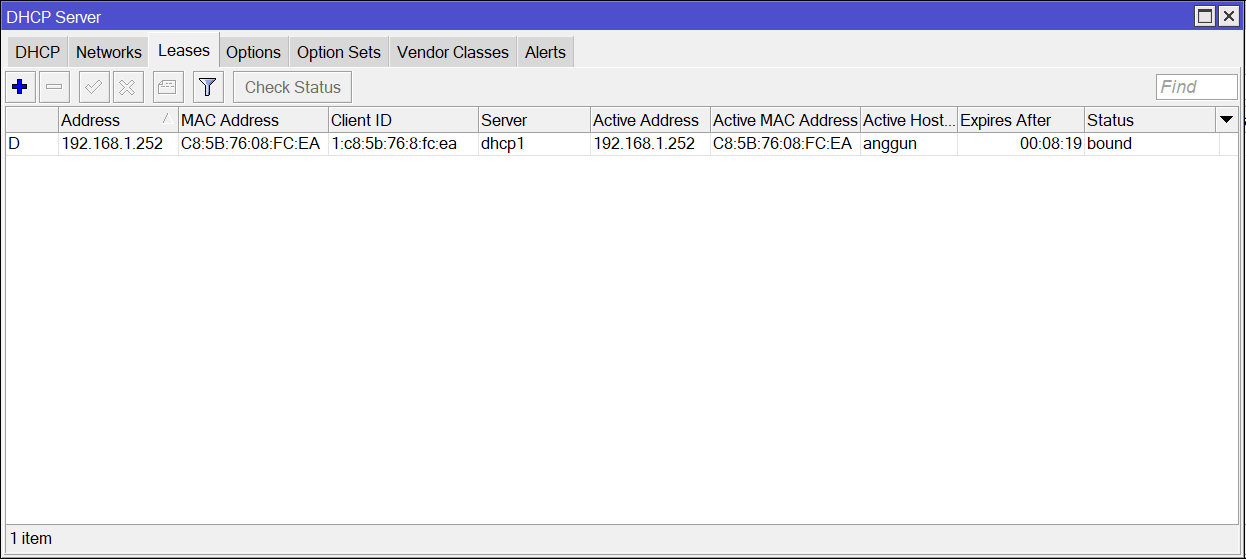 DHCP Server
DHCP Networks Leases Options Option Sets Vendor Classes Alerts
Check Status Find
Address MAC Address Client ID Server Active Address Active MAC Address Active Host... Expires After Status
D 192.168.1.252 C8:5B:76:08:FC:EA 1:c8:5b:76:8:fc:ea dhcp1 192.168.1.252 C8:5B:76:08:FC:EA anggun 00:08:19 bound
1 item